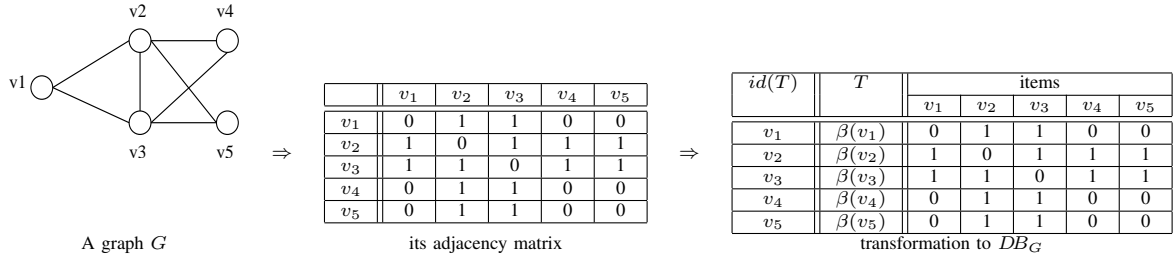 v2 v4
v1
v3 v5
A graph G
⇒
v₁ v₂ v₃ v₄ v₅
v₁ 0 1 1 0 0
v₂ 1 0 1 1 1
v₃ 1 1 0 1 1
v₄ 0 1 1 0 0
v₅ 0 1 1 0 0
its adjacency matrix
⇒
id(T) T items
v₁ v₂ v₃ v₄ v₅
v₁ β(v₁) 0 1 1 0 0
v₂ β(v₂) 1 0 1 1 1
v₃ β(v₃) 1 1 0 1 1
v₄ β(v₄) 0 1 1 0 0
v₅ β(v₅) 0 1 1 0 0
transformation to DB_G